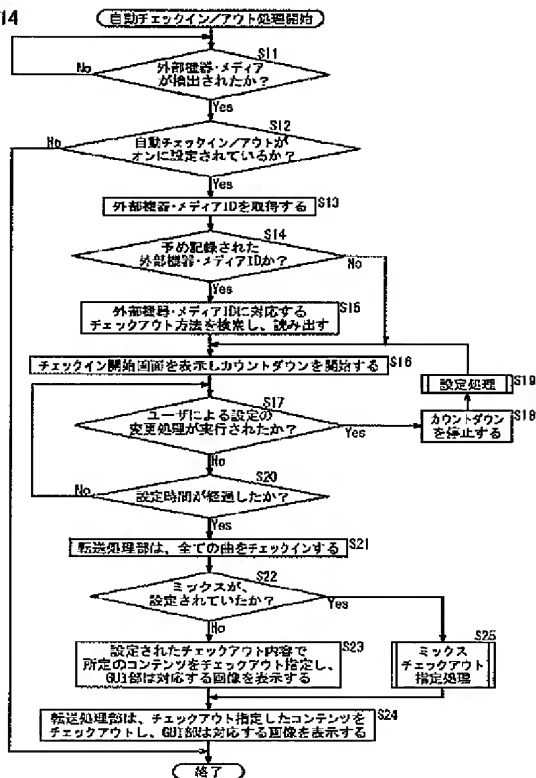 14
自動チェックイン/アウト処理開始
S11
外部機器・メディア
が検出されたか？
No
Yes
S12
自動チェックイン/アウトが
オンに設定されているか？
No
Yes
外部機器・メディアIDを取得する
S13
S14
予め記録された
外部機器・メディアIDか？
No
Yes
S15
外部機器・メディアIDに対応する
チェックアウト方法を検索し、読み出す
チェックイン開始画面を表示しカウントダウンを開始する
S16
設定処理
S19
S17
ユーザによる設定の
変更処理が実行されたか？
Yes
カウントダウン
を停止する
S18
No
S20
設定時間が経過したか？
No
Yes
転送処理部は、全ての曲をチェックインする
S21
S22
ミックスが、
設定されていたか？
Yes
No
S23
設定されたチェックアウト内容で
所定のコンテンツをチェックアウト指定し、
GUI部は対応する画像を表示する
S25
ミックス
チェックアウト
指定処理
転送処理部は、チェックアウト指定したコンテンツを
チェックアウトし、GUI部は対応する画像を表示する
S24
終了